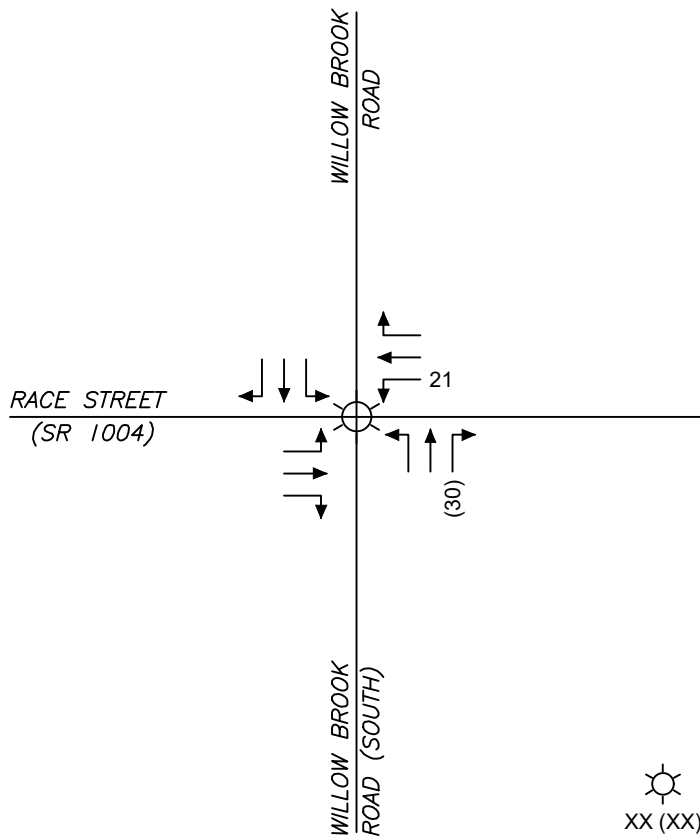 WILLOW BROOK
ROAD
21
RACE STREET
(SR 1004)
(30)
WILLOW BROOK
ROAD (SOUTH)
XX (XX)